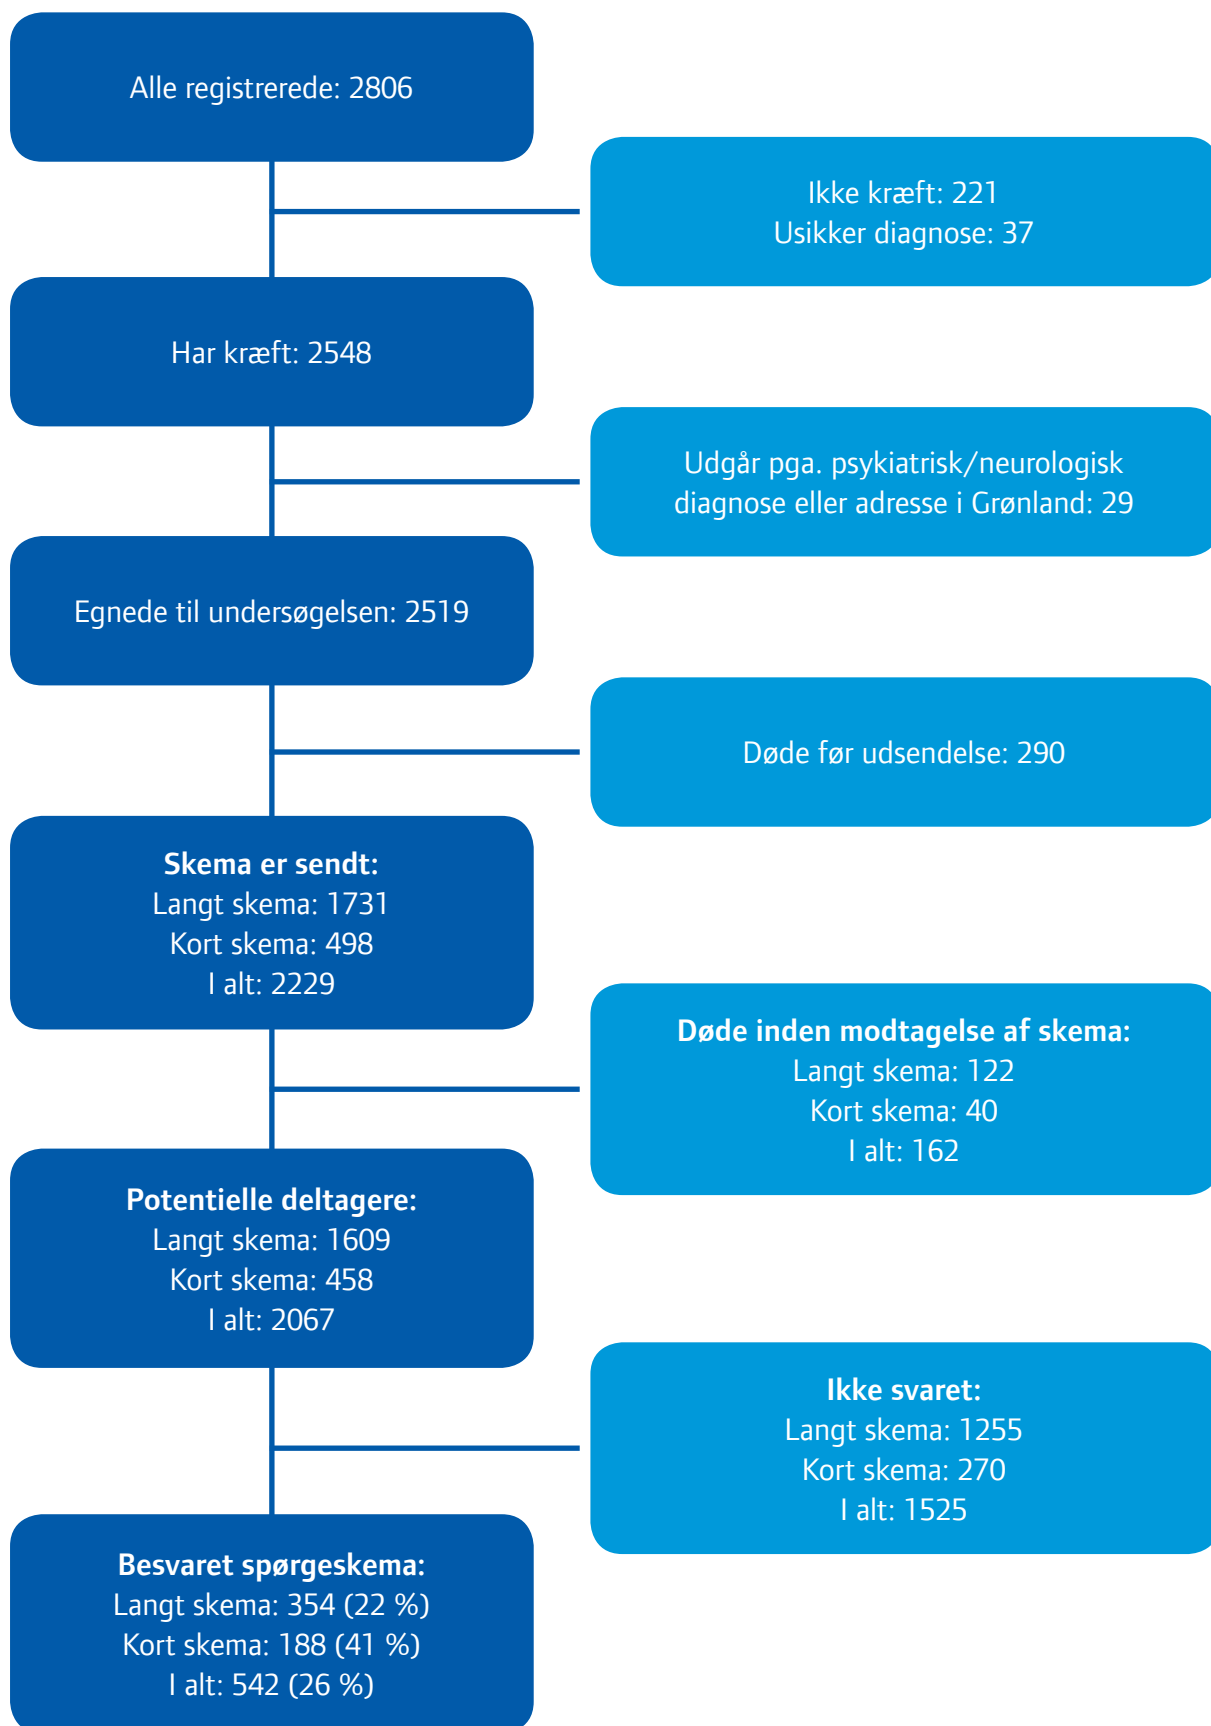 Alle registrerede: 2806
Ikke kræft: 221
Usikker diagnose: 37
Har kræft: 2548
Udgår pga. psykiatrisk/neurologisk
diagnose eller adresse i Grønland: 29
Egnede til undersøgelsen: 2519
Døde før udsendelse: 290
Skema er sendt:
Langt skema: 1731
Kort skema: 498
I alt: 2229
Døde inden modtagelse af skema:
Langt skema: 122
Kort skema: 40
I alt: 162
Potentielle deltagere:
Langt skema: 1609
Kort skema: 458
I alt: 2067
Ikke svaret:
Langt skema: 1255
Kort skema: 270
I alt: 1525
Besvaret spørgeskema:
Langt skema: 354 (22 %)
Kort skema: 188 (41 %)
I alt: 542 (26 %)